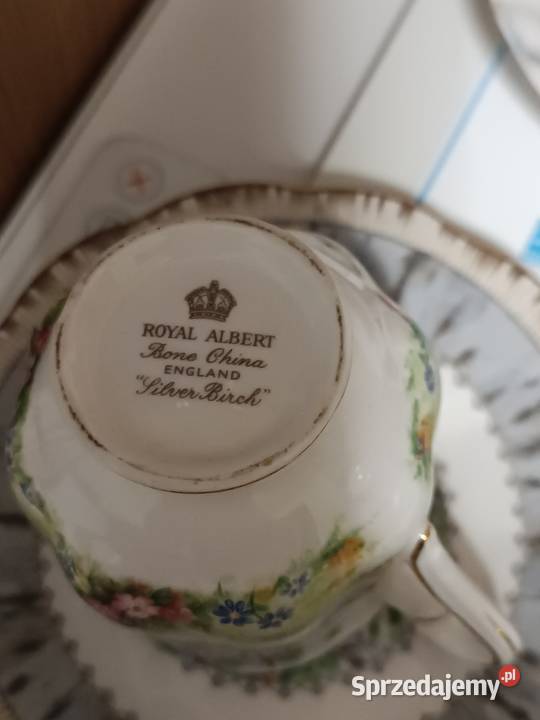 ROYAL ALBERT
Bone China
ENGLAND
"Silver Birch"
Sprzedajemy.pl